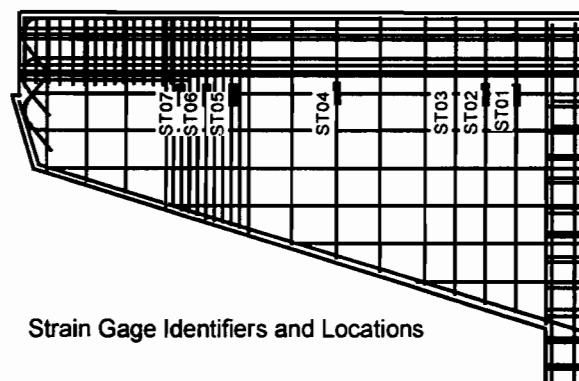 ST07
ST06
ST05
ST04
ST03
ST02
ST01
Strain Gage Identifiers and Locations